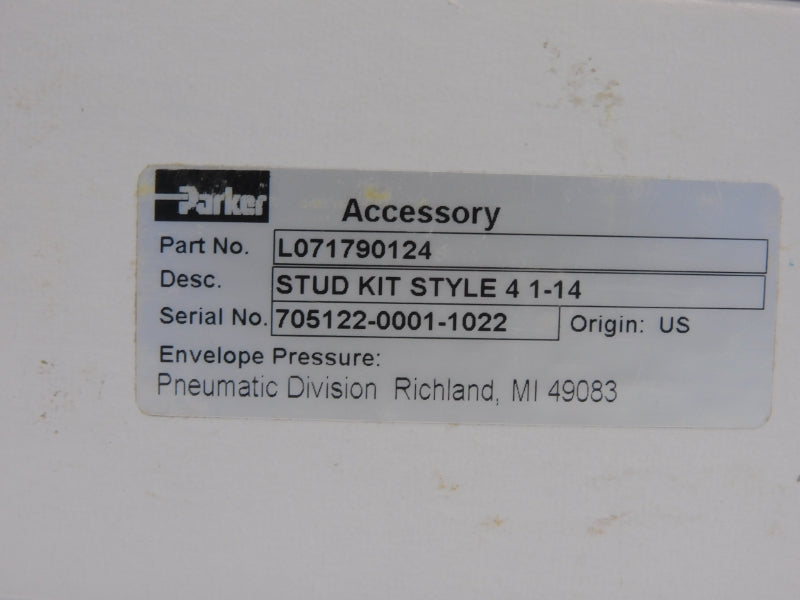 Parker
Accessory
Part No. L071790124
Desc. STUD KIT STYLE 4 1-14
Serial No. 705122-0001-1022 Origin: US
Envelope Pressure:
Pneumatic Division Richland, MI 49083